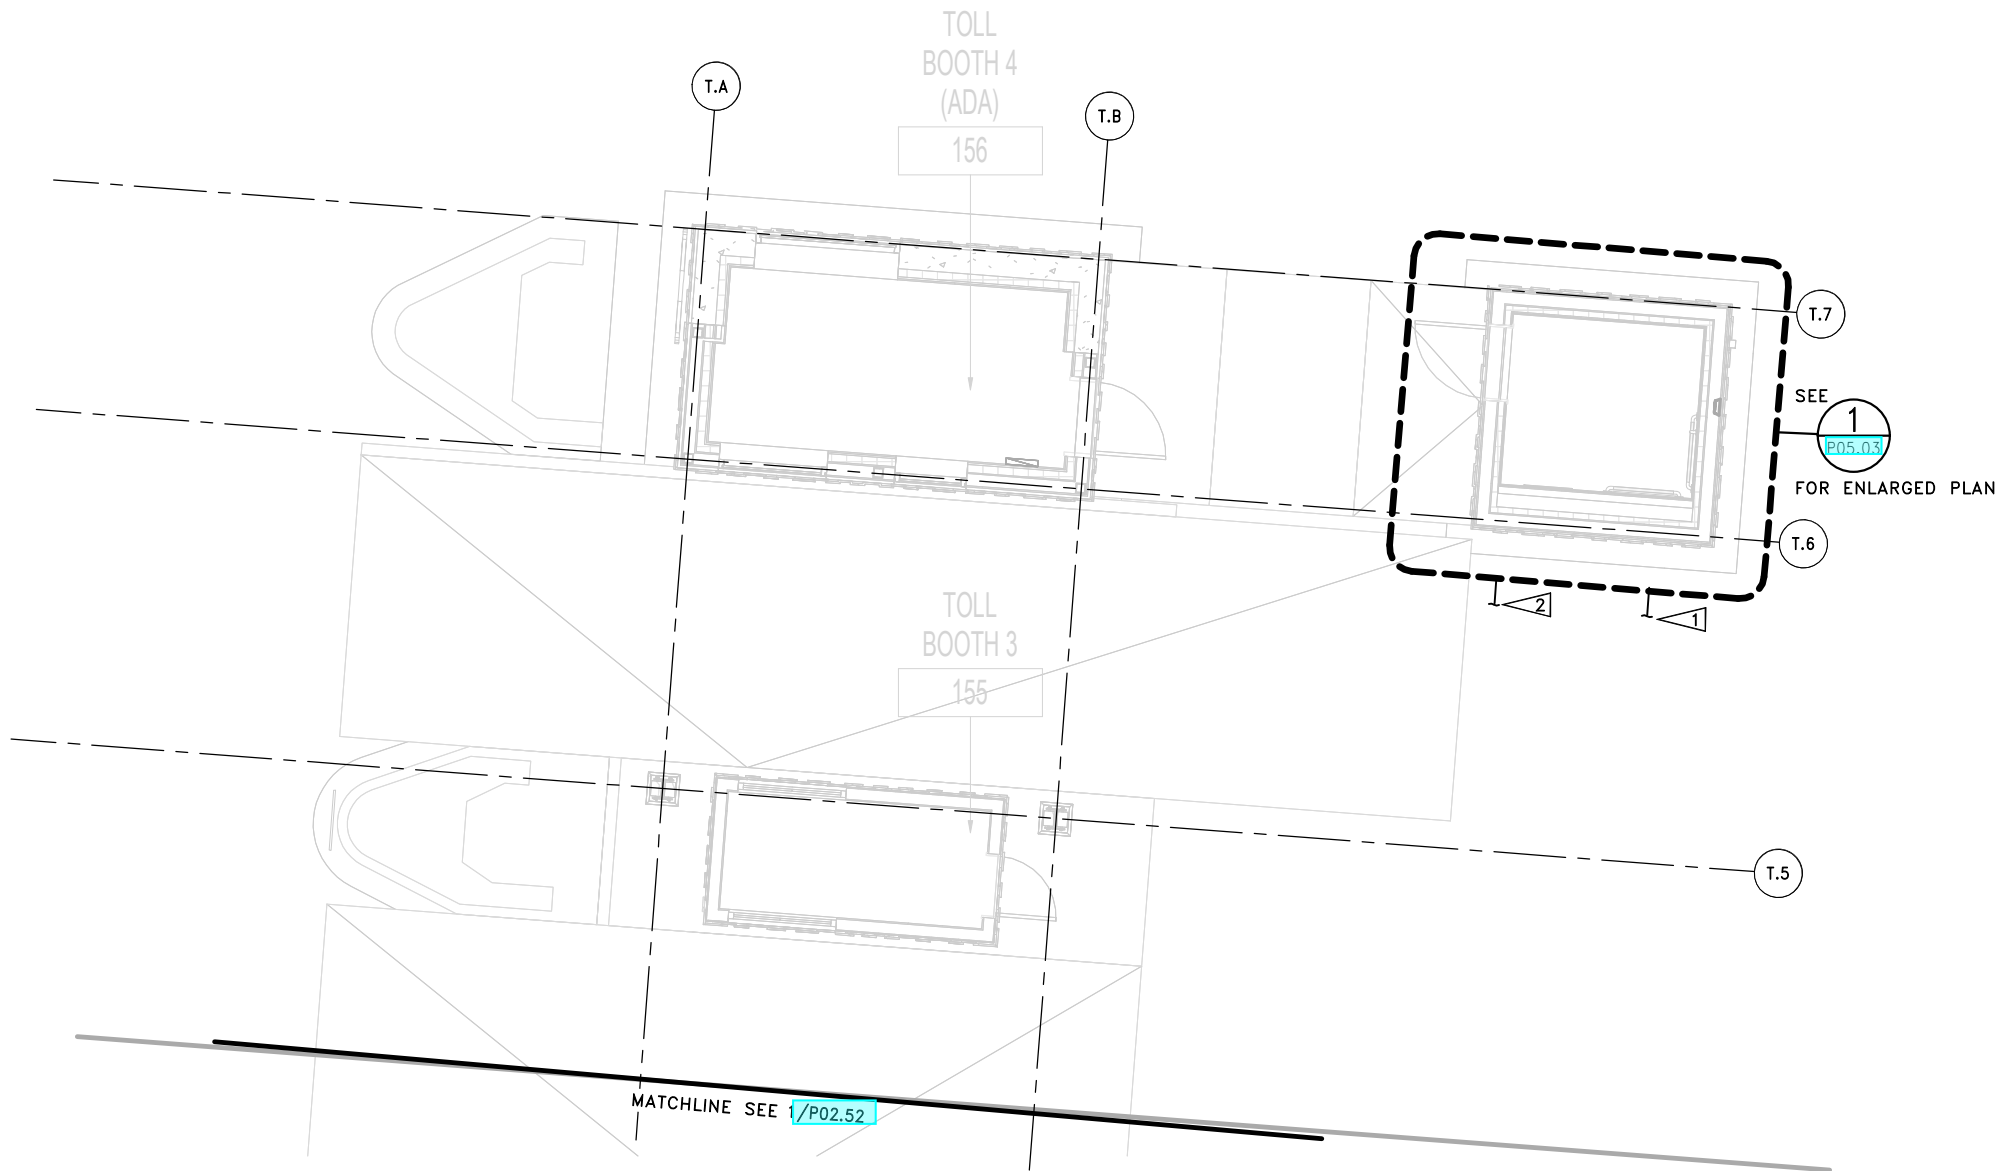 TOLL
BOOTH 4
(ADA)
156
T.A
T.B
T.7
SEE
1
P05.03
FOR ENLARGED PLAN
T.6
2
1
TOLL
BOOTH 3
155
T.5
MATCHLINE SEE 1/P02.52